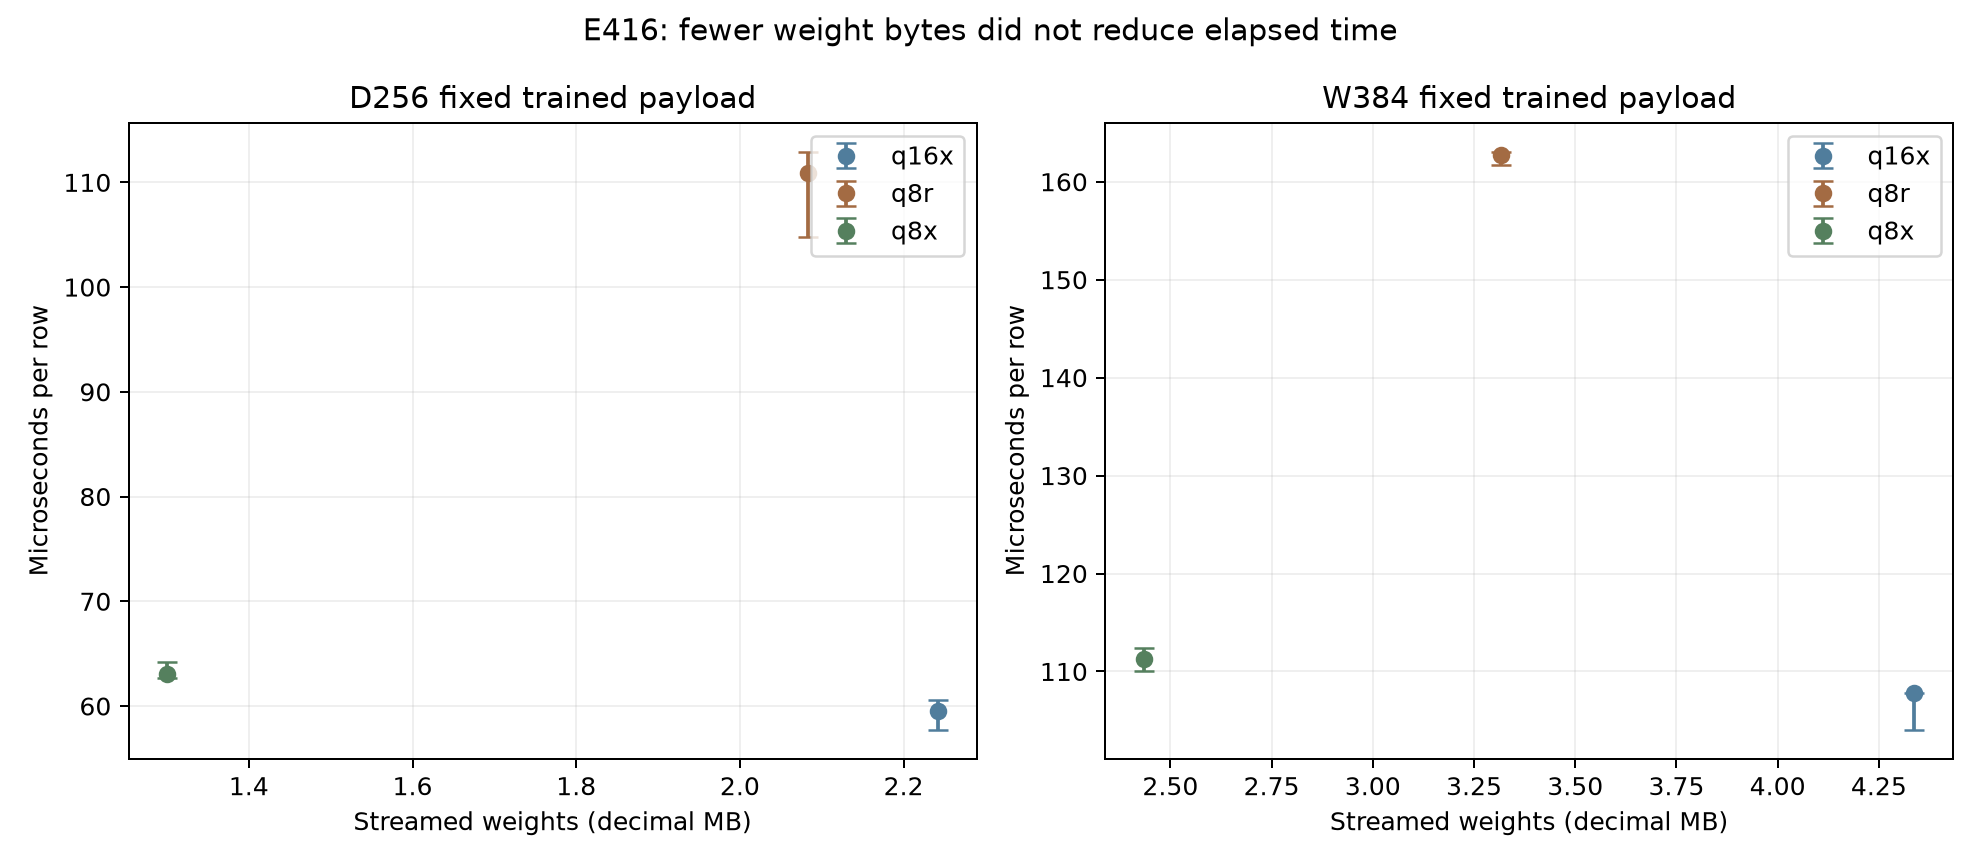 E416: fewer weight bytes did not reduce elapsed time
D256 fixed trained payload
q16x
q8r
q8x
110
100
90
80
70
60
Microseconds per row
1.4 1.6 1.8 2.0 2.2
Streamed weights (decimal MB)
W384 fixed trained payload
q16x
q8r
q8x
160
150
140
130
120
110
Microseconds per row
2.50 2.75 3.00 3.25 3.50 3.75 4.00 4.25
Streamed weights (decimal MB)